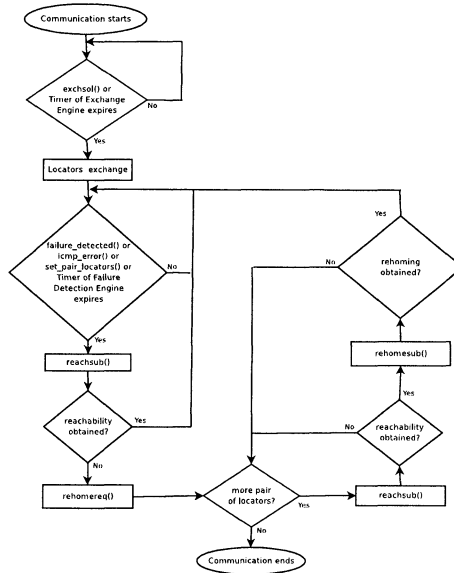 Communication starts
exchsol() or
Timer of Exchange
Engine expires
No
Yes
Locators exchange
failure_detected() or
icmp_error() or
set_pair_locators() or
Timer of Failure
Detection Engine
expires
No
Yes
reachsub()
reachability
obtained?
Yes
No
rehomereq()
more pair
of locators?
Yes
No
Communication ends
reachsub()
reachability
obtained?
No
Yes
rehomesub()
rehoming
obtained?
No
Yes